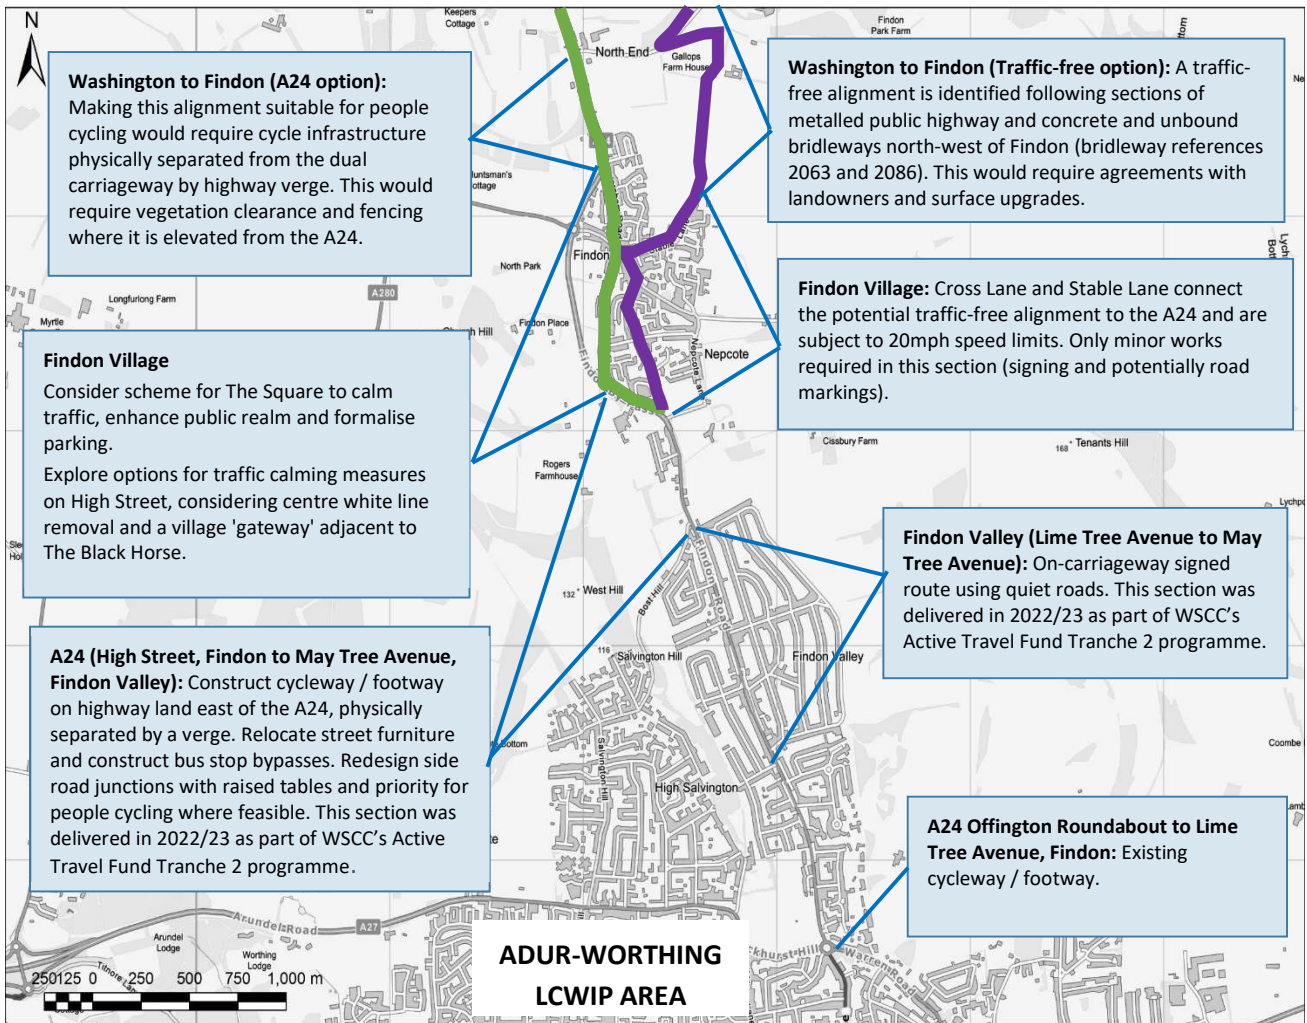 N
Keepers
Cottage
North End
Gallops
Farm House
Findon
Park Farm
Washington to Findon (A24 option):
Making this alignment suitable for people
cycling would require cycle infrastructure
physically separated from the dual
carriageway by highway verge. This would
require vegetation clearance and fencing
where it is elevated from the A24.
Washington to Findon (Traffic-free option): A traffic-
free alignment is identified following sections of
metalled public highway and concrete and unbound
bridleways north-west of Findon (bridleway references
2063 and 2086). This would require agreements with
landowners and surface upgrades.
Findon
North Park
A280
Longfurlong Farm
Myrtle
Findon Place
Nepcote
Nepcote Lane
Findon Village: Cross Lane and Stable Lane connect
the potential traffic-free alignment to the A24 and are
subject to 20mph speed limits. Only minor works
required in this section (signing and potentially road
markings).
Findon Village
Consider scheme for The Square to calm
traffic, enhance public realm and formalise
parking.
Explore options for traffic calming measures
on High Street, considering centre white line
removal and a village 'gateway' adjacent to
The Black Horse.
Cissbury Farm
168
Tenants Hill
Rogers
Farmhouse
Findon Road
132
West Hill
Bost Hill
116
Salvington Hill
Findon Valley
Findon Valley (Lime Tree Avenue to May
Tree Avenue): On-carriageway signed
route using quiet roads. This section was
delivered in 2022/23 as part of WSCC’s
Active Travel Fund Tranche 2 programme.
A24 (High Street, Findon to May Tree Avenue,
Findon Valley): Construct cycleway / footway
on highway land east of the A24, physically
separated by a verge. Relocate street furniture
and construct bus stop bypasses. Redesign side
road junctions with raised tables and priority for
people cycling where feasible. This section was
delivered in 2022/23 as part of WSCC’s Active
Travel Fund Tranche 2 programme.
Bottom
Salvington Hill
High Salvington
Coombe
A24 Offington Roundabout to Lime
Tree Avenue, Findon: Existing
cycleway / footway.
Arundel Road
A27
Arundel
Lodge
Worthing
Lodge
Warren Road
250 125 0 250 500 750 1,000 m
ADUR-WORTHING
LCWIP AREA